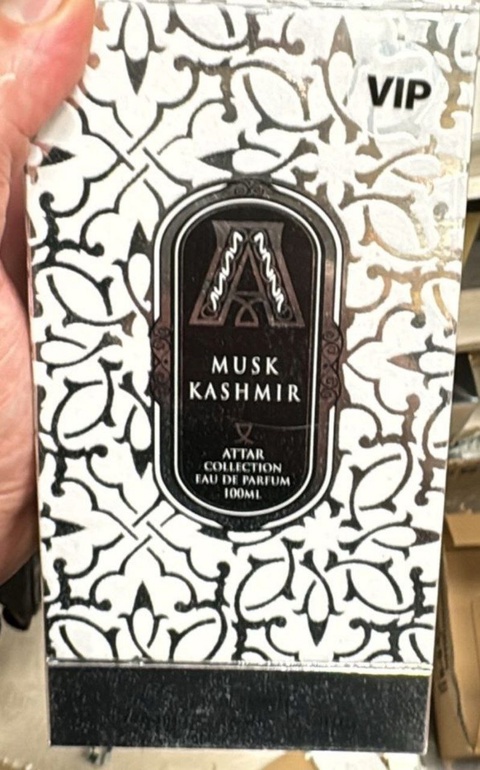 VIP
A
MUSK
KASHMIR
ATTAR
COLLECTION
EAU DE PARFUM
100ML